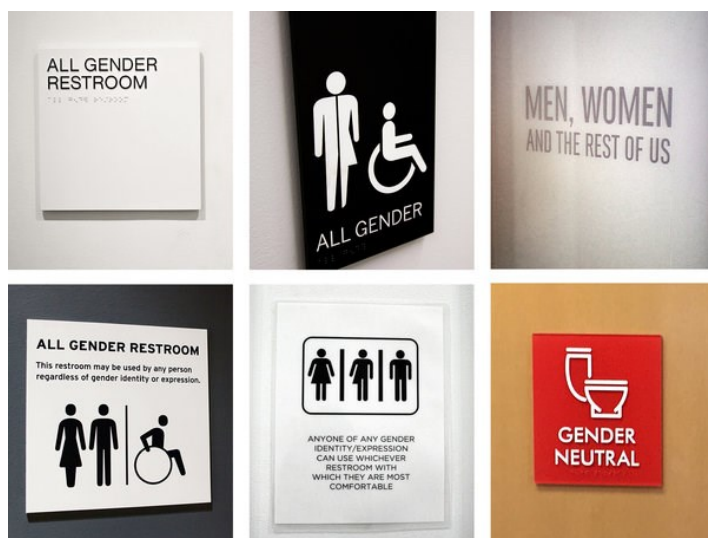 ALL GENDER
RESTROOM
ALL GENDER
MEN, WOMEN
AND THE REST OF US
ALL GENDER RESTROOM
This restroom may be used by any person
regardless of gender identity or expression.
ANYONE OF ANY GENDER
IDENTITY/EXPRESSION
CAN USE WHICHEVER
RESTROOM WITH
WHICH THEY ARE MOST
COMFORTABLE
GENDER
NEUTRAL